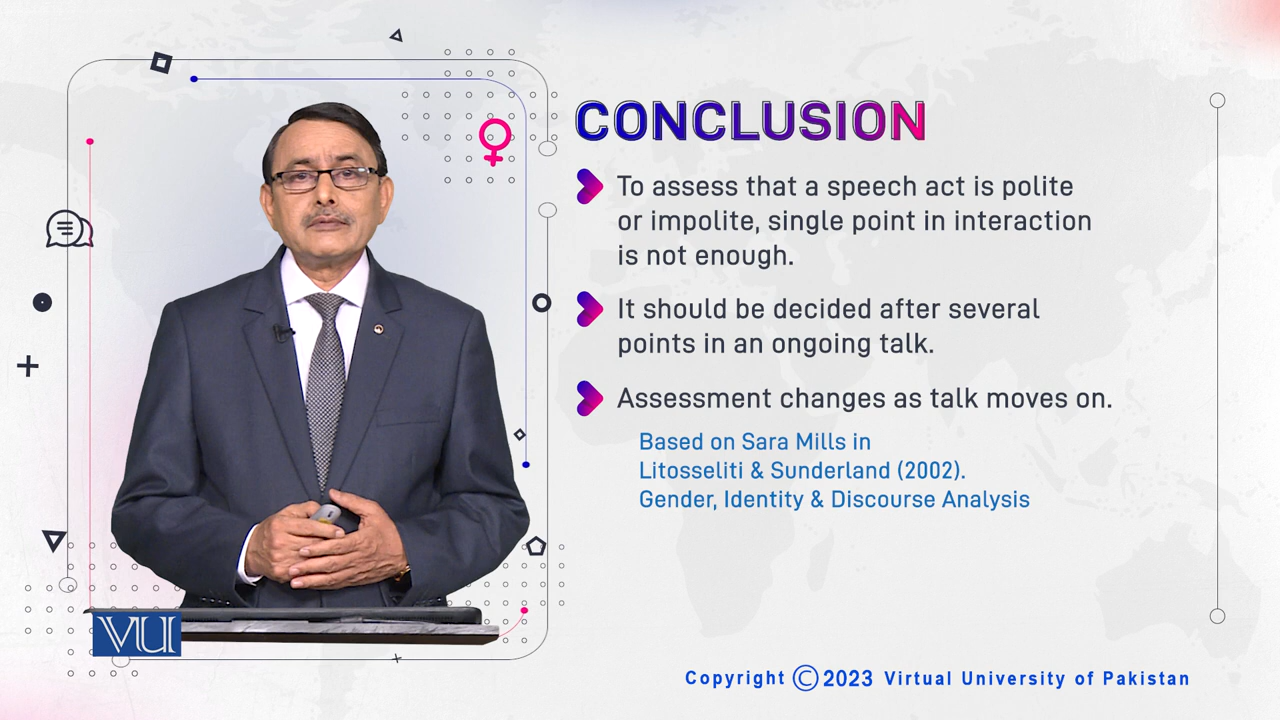 CONCLUSION
To assess that a speech act is polite
or impolite, single point in interaction
is not enough.
It should be decided after several
points in an ongoing talk.
Assessment changes as talk moves on.
Based on Sara Mills in
Litosseliti & Sunderland (2002).
Gender, Identity & Discourse Analysis
VU
Copyright ©2023 Virtual University of Pakistan